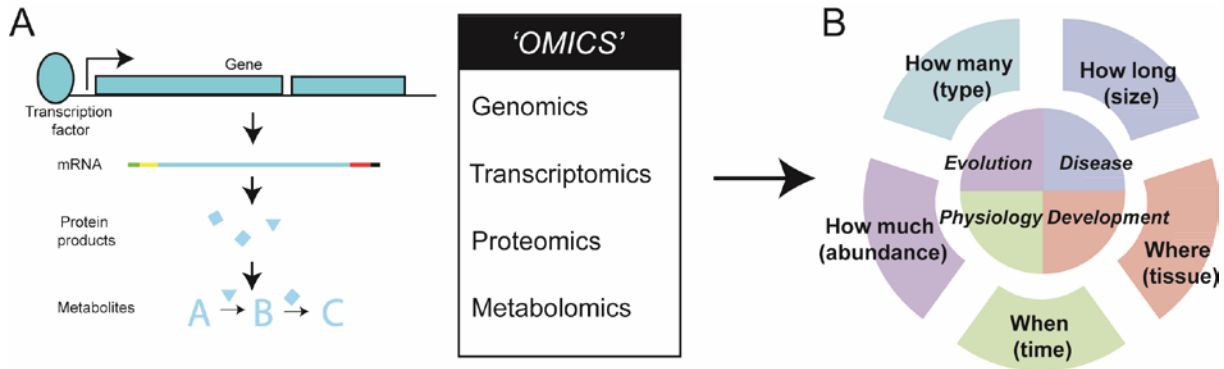 A
Gene
Transcription
factor
mRNA
Protein
products
Metabolites
A
B
C
‘OMICS’
Genomics
Transcriptomics
Proteomics
Metabolomics
B
How many
(type)
How long
(size)
Evolution
Disease
Physiology
Development
How much
(abundance)
Where
(tissue)
When
(time)